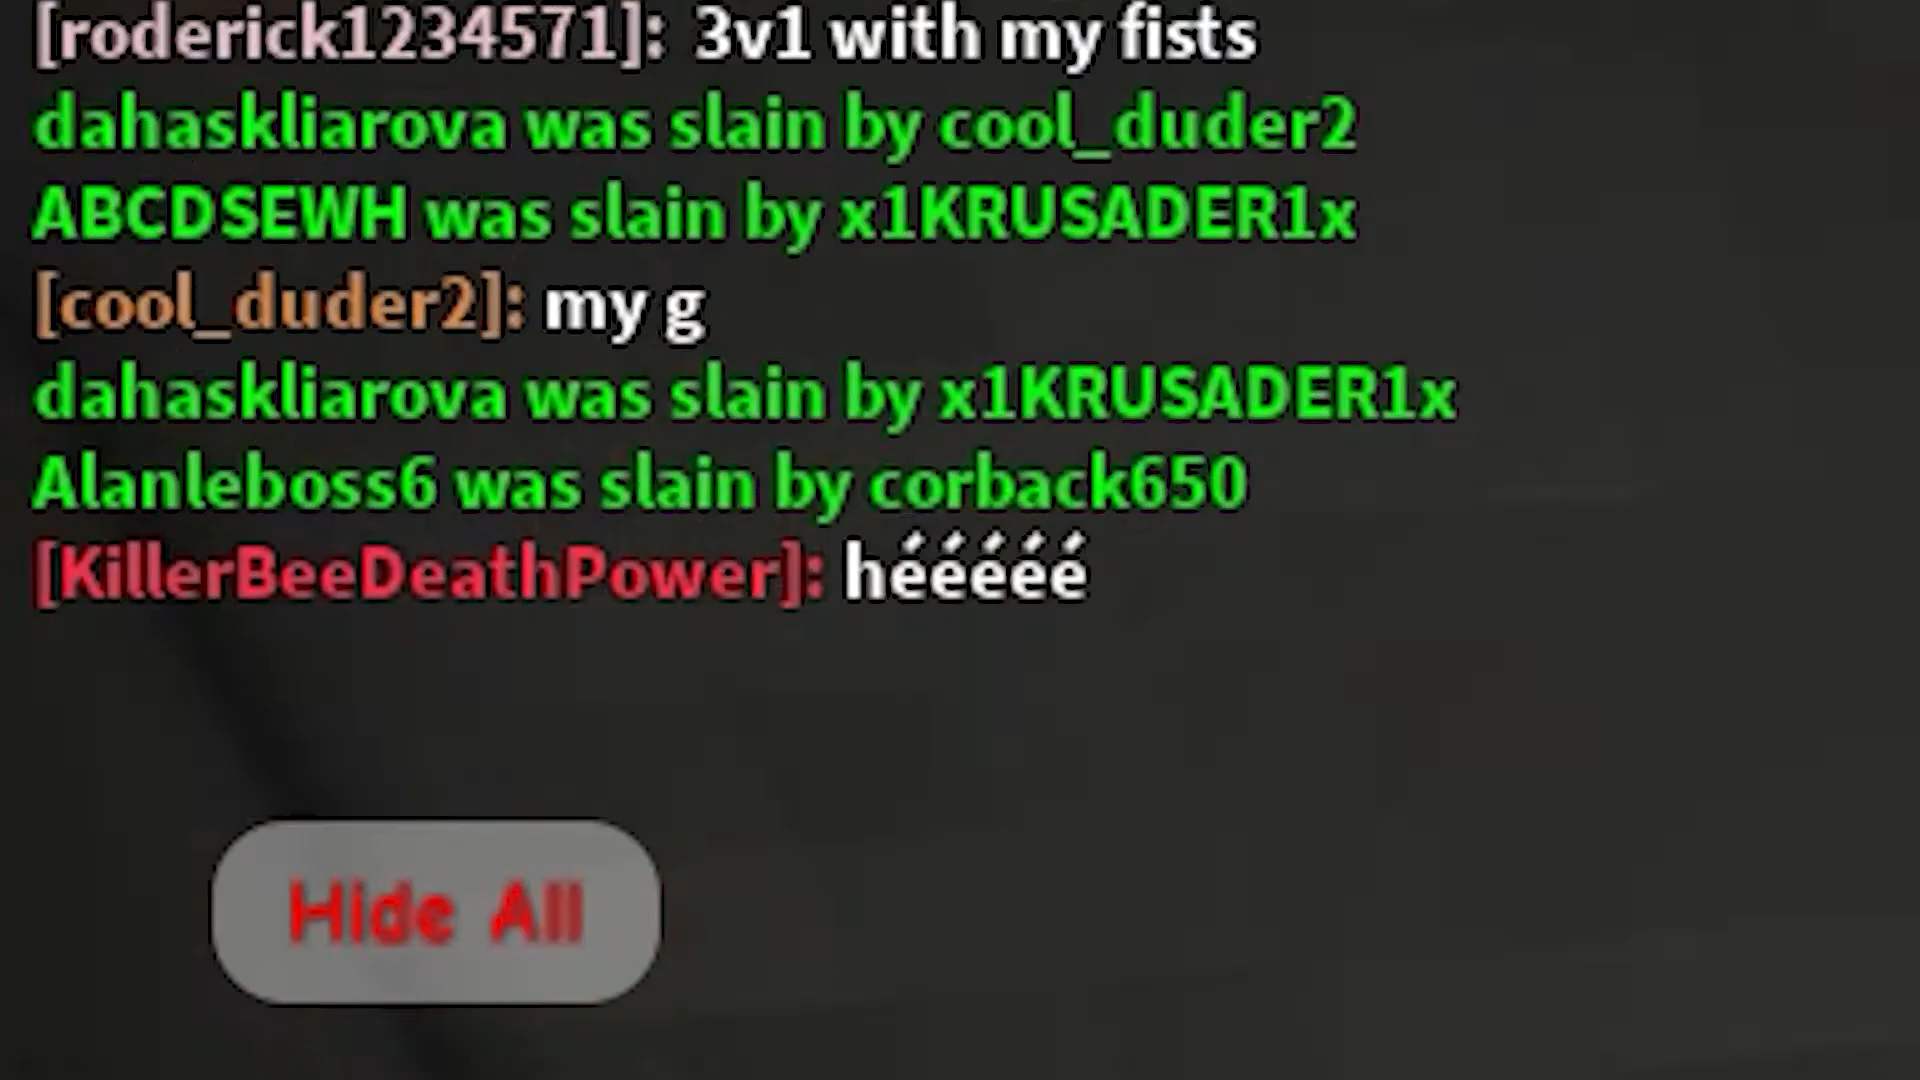 [roderick1234571]: 3v1 with my fists
dahaskliarova was slain by cool_duder2
ABCDSEWH was slain by x1KRUSADER1x
[cool_duder2]: my g
dahaskliarova was slain by x1KRUSADER1x
Alanleboss6 was slain by corback650
[KillerBeeDeathPower]: hééééé
Hide All